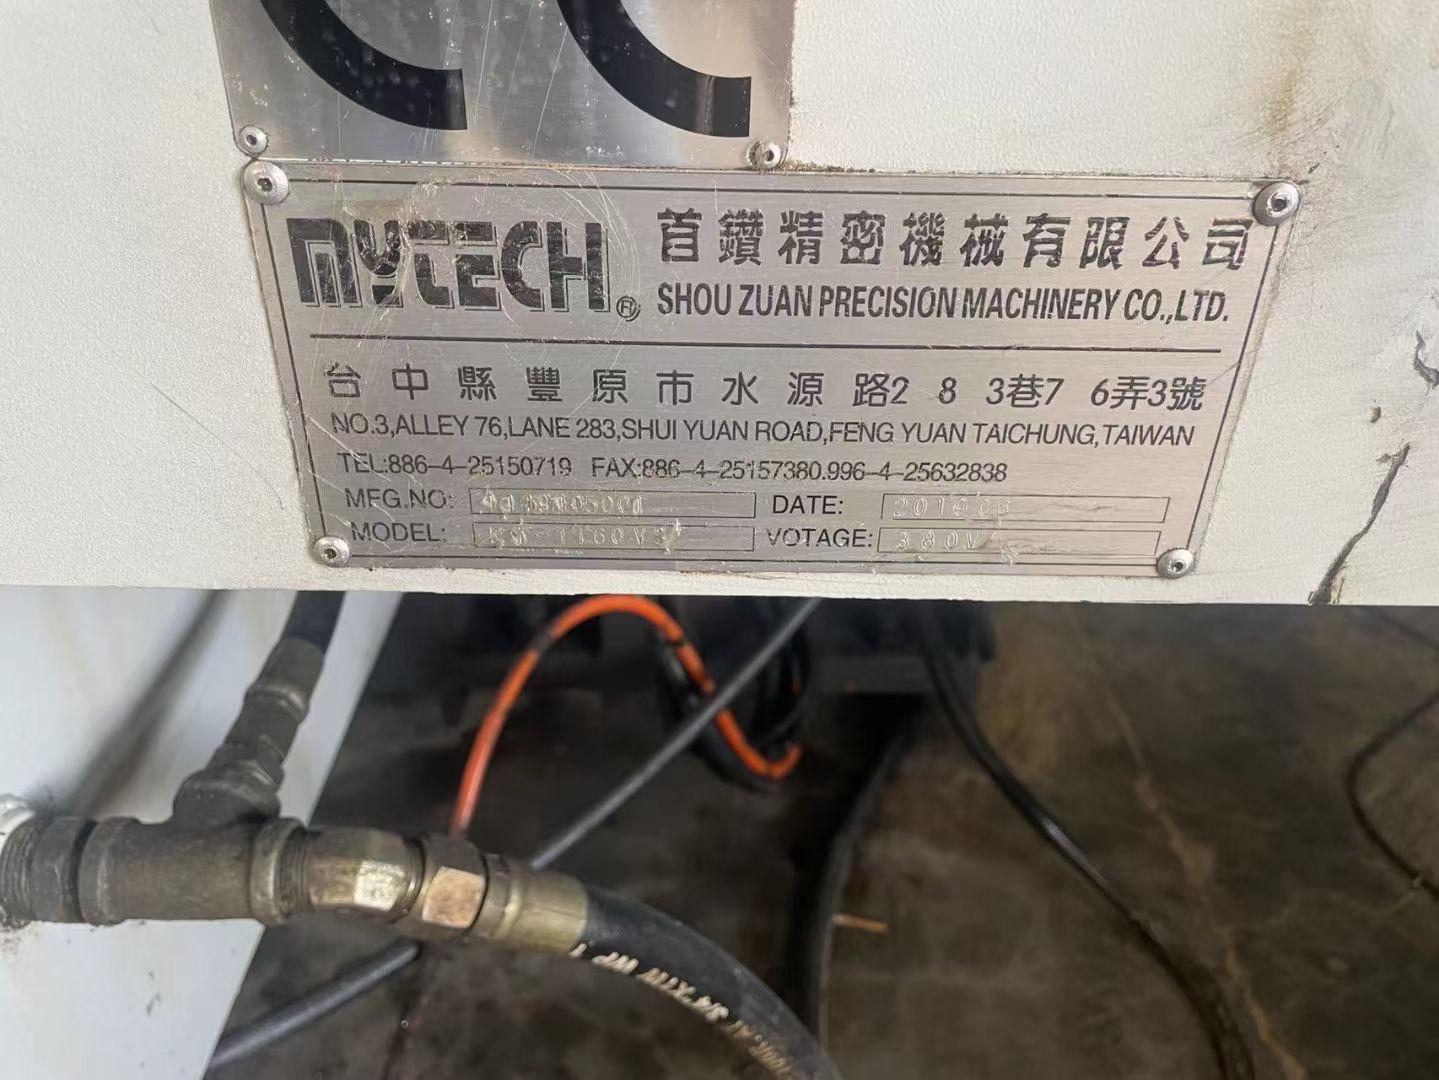 MYTECH
首鑽精密機械有限公司
SHOU ZUAN PRECISION MACHINERY CO.,LTD.
台中縣豐原市水源路283巷76弄3號
NO.3,ALLEY 76,LANE 283,SHUI YUAN ROAD,FENG YUAN TAICHUNG,TAIWAN
TEL:886-4-25150719 FAX:886-4-25157380.996-4-25632838
MFG.NO: DATE:
MODEL: VOTAGE: 380V
WP